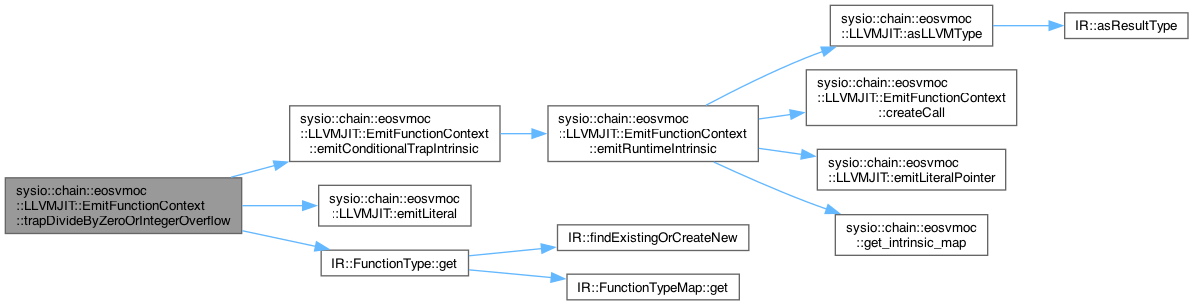 sysio::chain::eosvmoc
::LLVMJIT::EmitFunctionContext
::trapDivideByZeroOrIntegerOverflow
sysio::chain::eosvmoc
::LLVMJIT::EmitFunctionContext
::emitConditionalTrapIntrinsic
sysio::chain::eosvmoc
::LLVMJIT::emitLiteral
IR::FunctionType::get
sysio::chain::eosvmoc
::LLVMJIT::EmitFunctionContext
::emitRuntimeIntrinsic
IR::findExistingOrCreateNew
IR::FunctionTypeMap::get
sysio::chain::eosvmoc
::LLVMJIT::asLLVMType
sysio::chain::eosvmoc
::LLVMJIT::EmitFunctionContext
::createCall
sysio::chain::eosvmoc
::LLVMJIT::emitLiteralPointer
sysio::chain::eosvmoc
::get_intrinsic_map
IR::asResultType